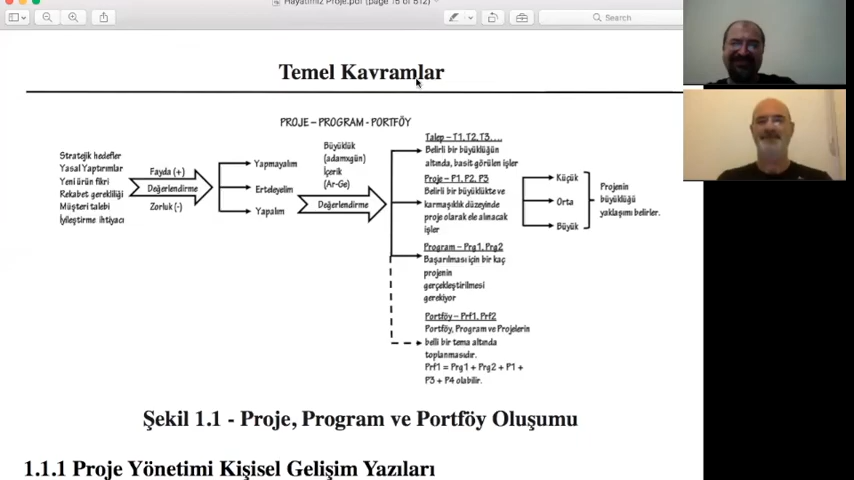 Hayatımız Proje.pdf (page 15 of 512)
Search
Temel Kavramlar
PROJE – PROGRAM - PORTFÖY
Stratejik hedefler
Yasal Yaptırımlar
Yeni ürün fikri
Rekabet gerekliliği
Müşteri talebi
İyileştirme ihtiyacı
Fayda (+)
Değerlendirme
Zorluk (-)
Yapmayalım
Erteleyelim
Yapalım
Büyüklük
(adamxgün)
İçerik
(Ar-Ge)
Değerlendirme
Talep – T1, T2, T3....
Belirli bir büyüklüğün
altında, basit görülen işler
Proje – P1, P2, P3
Belirli bir büyüklükte ve
karmaşıklık düzeyinde
proje olarak ele alınacak
işler
Program – Prg1, Prg2
Başarılması için bir kaç
projenin
gerçekleştirilmesi
gerekiyor
Portföy – Prf1, Prf2
Portföy, Program ve Projelerin
belli bir tema altında
toplanmasıdır.
Prf1 = Prg1 + Prg2 + P1 +
P3 + P4 olabilir.
Küçük
Orta
Büyük
Projenin
büyüklüğü
yaklaşımı belirler.
Şekil 1.1 - Proje, Program ve Portföy Oluşumu
1.1.1 Proje Yönetimi Kişisel Gelişim Yazıları